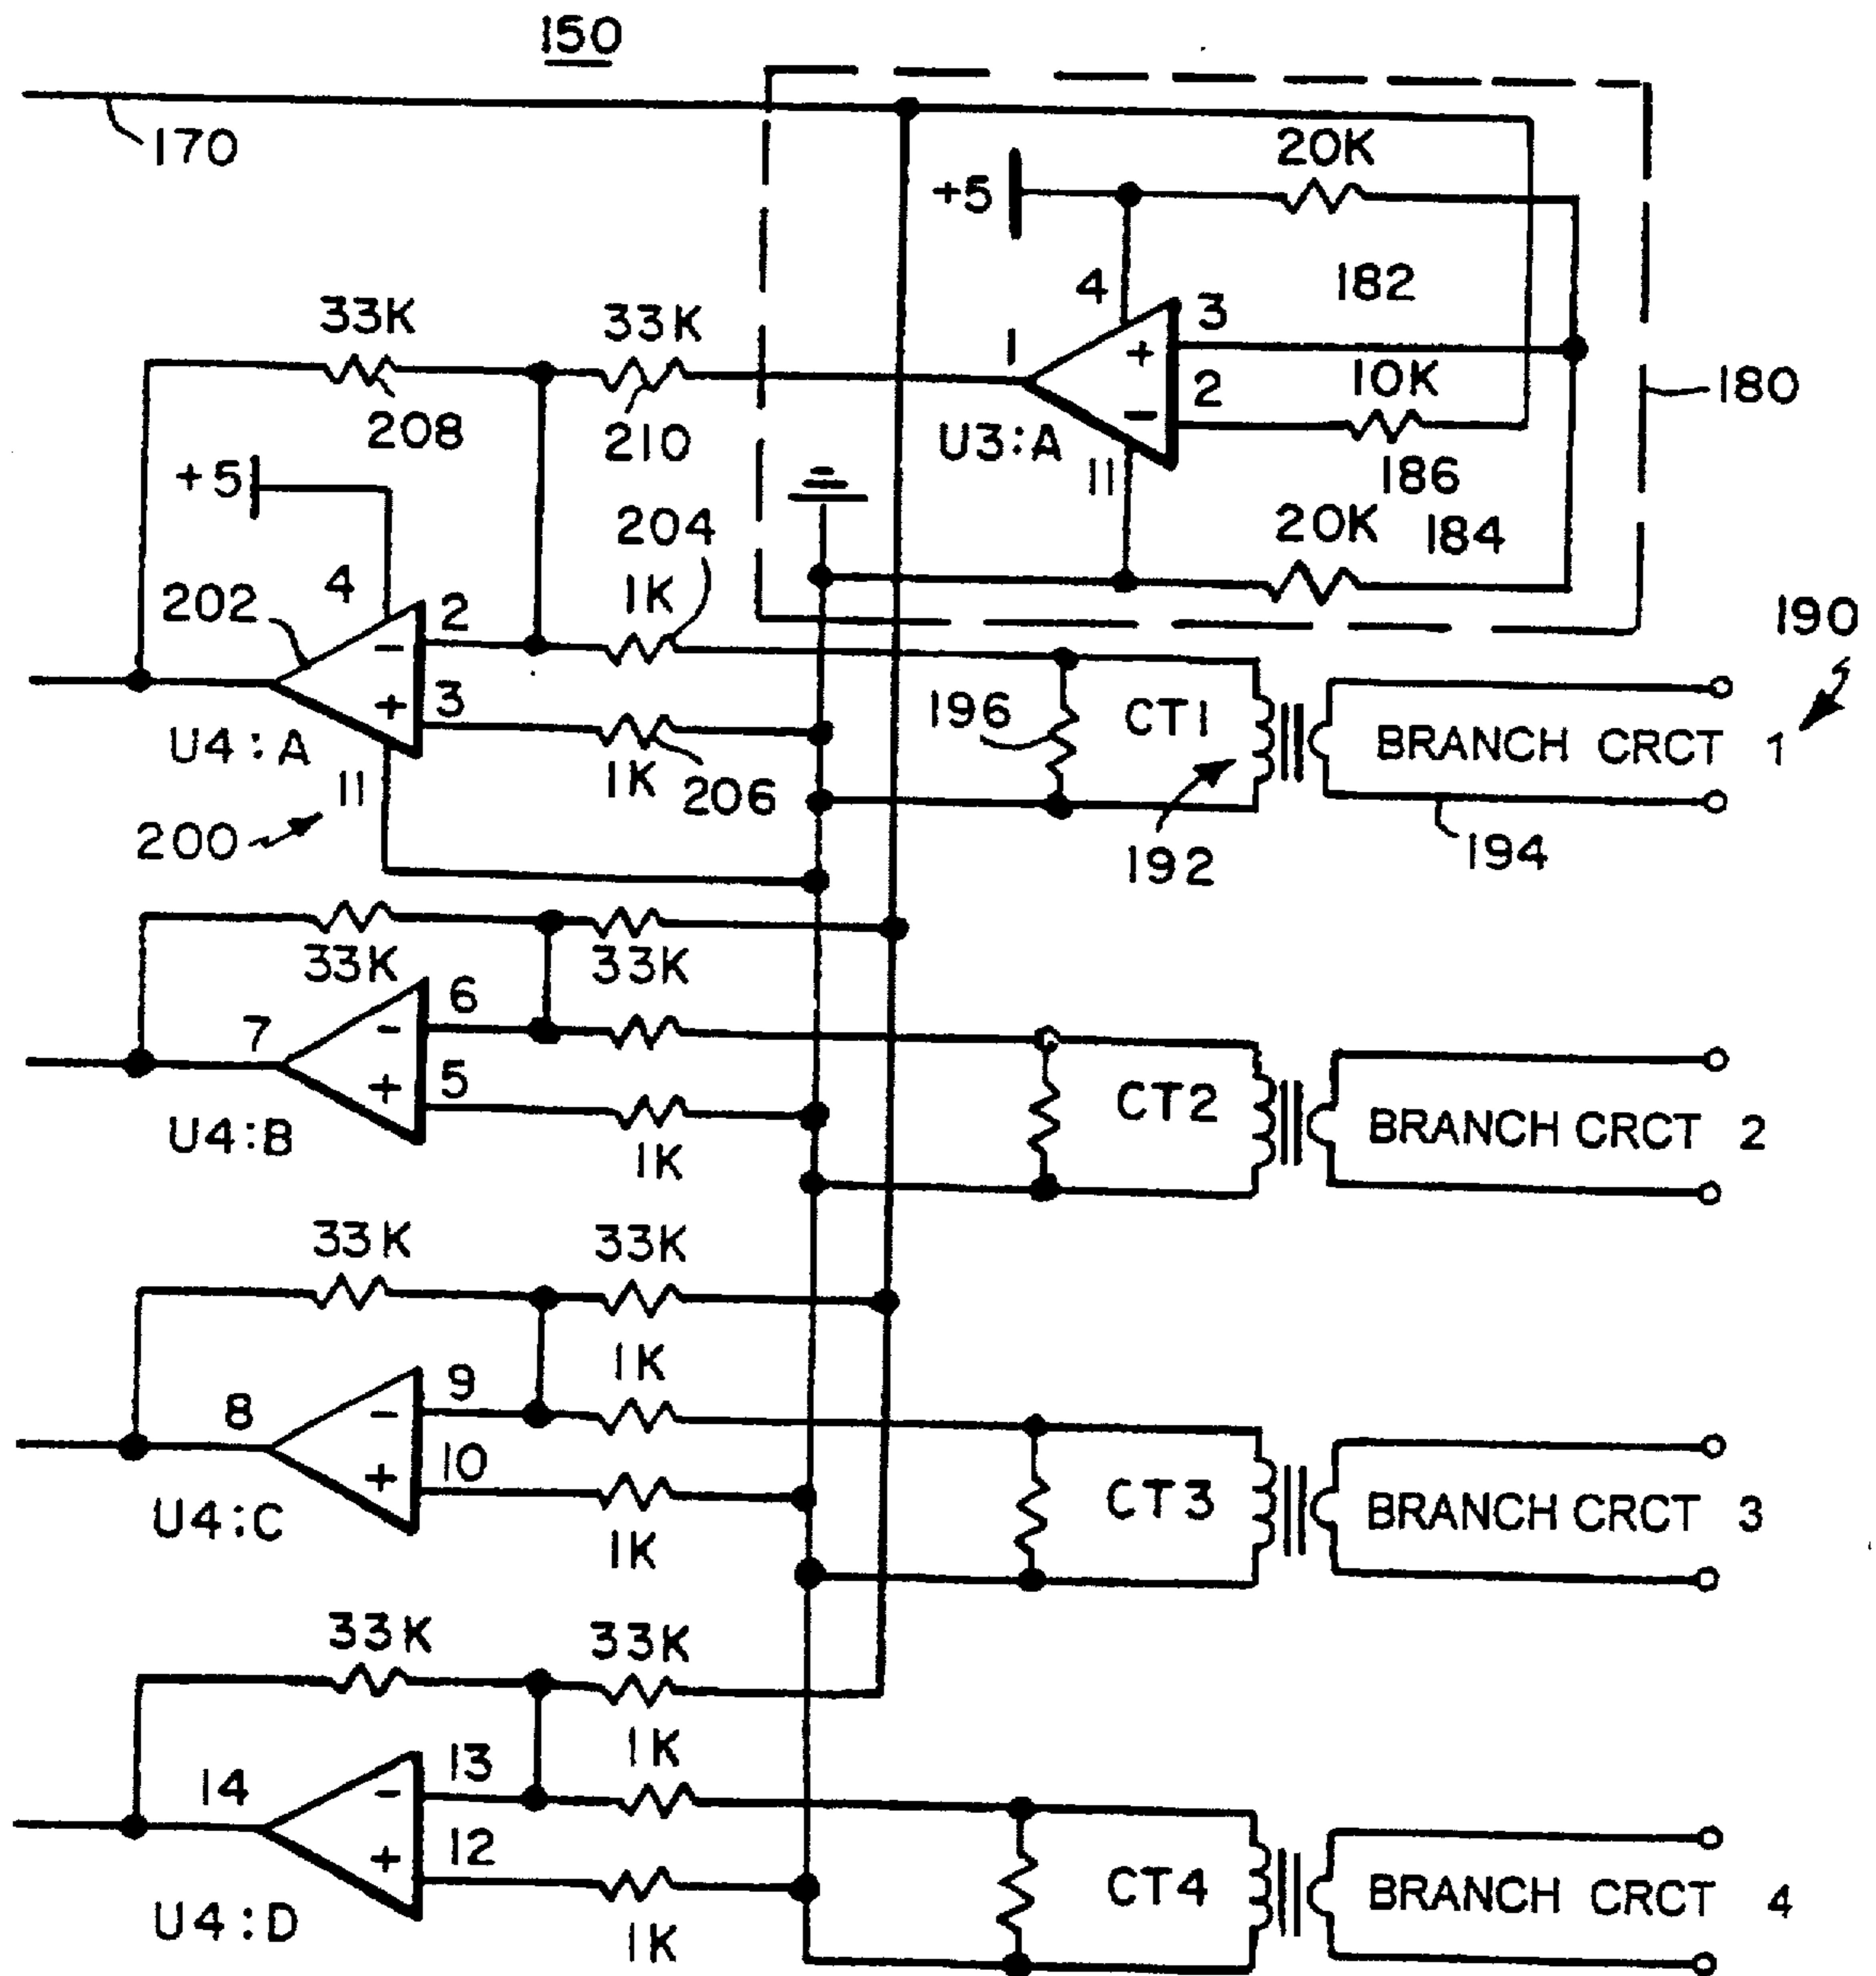 150
170
20K
+5
182
4
3
33K
33K
1
+
10K
180
2
208
210
U3:A
-
11
186
+5
204
20K
184
1K
4
202
2
190
-
3
196
CT1
BRANCH CRCT 1
+
U4:A
11
1K
206
200
192
194
33K
33K
6
7
-
5
+
CT2
BRANCH CRCT 2
U4:B
1K
33K
33K
1K
9
8
-
10
+
CT3
BRANCH CRCT 3
U4:C
1K
33K
33K
1K
13
14
-
12
+
CT4
BRANCH CRCT 4
U4:D
1K